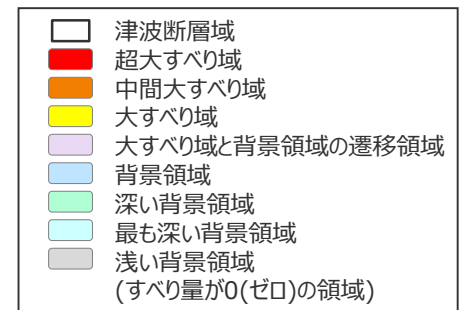 津波断層域
超大すべり域
中間大すべり域
大すべり域
大すべり域と背景領域の遷移領域
背景領域
深い背景領域
最も深い背景領域
浅い背景領域
(すべり量が0(ゼロ)の領域)